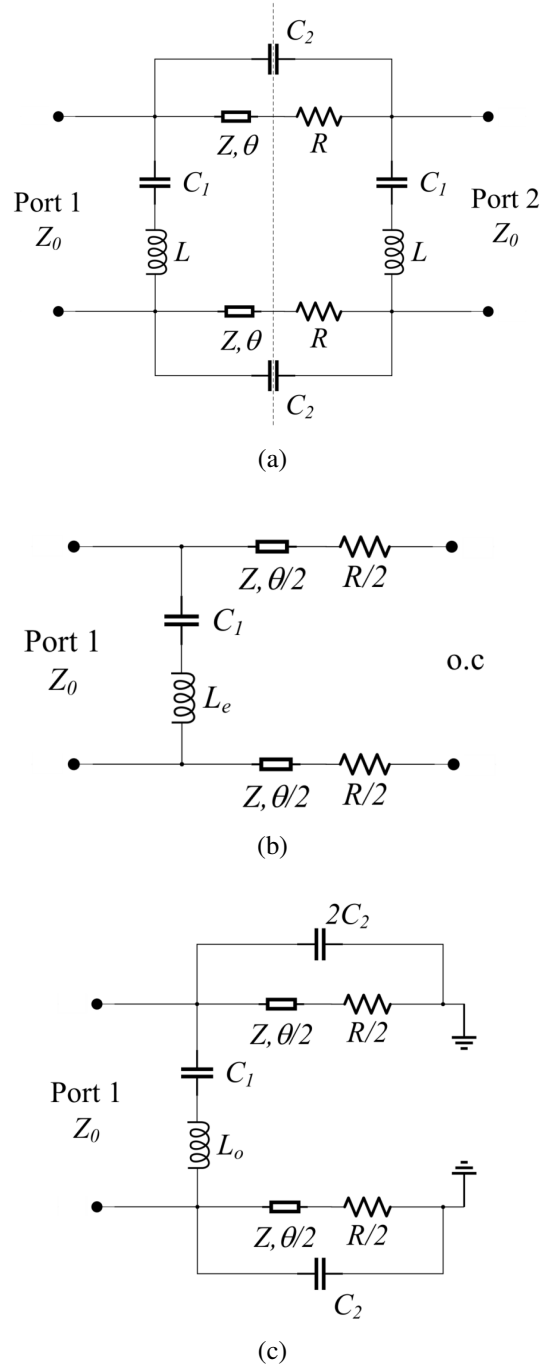 C₂
Z,θ R
Port 1
Z₀
C₁
L
C₁
L
Port 2
Z₀
Z,θ R
C₂
(a)
Z,θ/2 R/2
Port 1
Z₀
C₁
Lₑ
o.c
Z,θ/2 R/2
(b)
2C₂
Z,θ/2 R/2
Port 1
Z₀
C₁
Lₒ
Z,θ/2 R/2
C₂
(c)